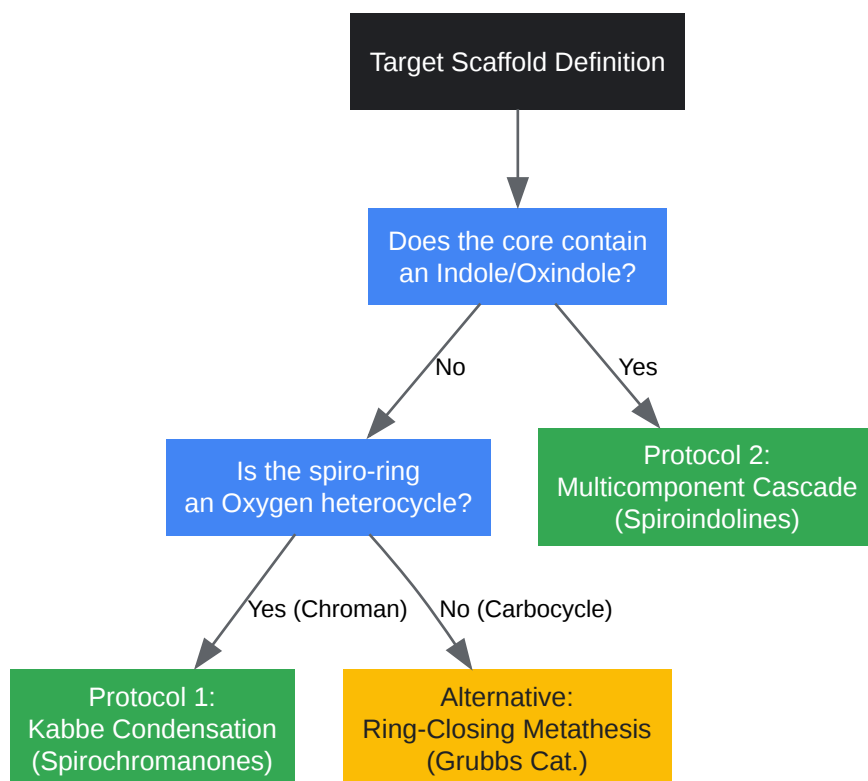 Target Scaffold Definition
Does the core contain
an Indole/Oxindole?
No
Yes
Is the spiro-ring
an Oxygen heterocycle?
Protocol 2:
Multicomponent Cascade
(Spiroindolines)
Yes (Chroman)
No (Carbocycle)
Protocol 1:
Kabbe Condensation
(Spirochromanones)
Alternative:
Ring-Closing Metathesis
(Grubbs Cat.)